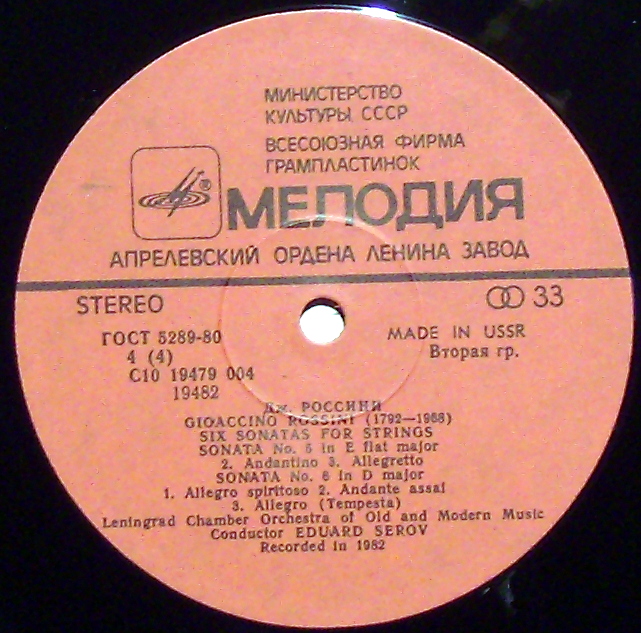 МИНИСТЕРСТВО
КУЛЬТУРЫ СССР
ВСЕСОЮЗНАЯ ФИРМА
ГРАМПЛАСТИНОК
®
МЕЛОДИЯ
АПРЕЛЕВСКИЙ ОРДЕНА ЛЕНИНА ЗАВОД
STEREO
33
ГОСТ 5289-80
MADE IN USSR
4 (4)
Вторая гр.
С10 19479 004
19482
Дж. РОССИНИ
GIOACCINO ROSSINI (1792—1968)
SIX SONATAS FOR STRINGS
SONATA No. 5 in E flat major
2. Andantino 3. Allegretto
SONATA No. 6 in D major
1. Allegro spiritoso 2. Andante assai
3. Allegro (Tempesta)
Leningrad Chamber Orchestra of Old and Modern Music
Conductor EDUARD SEROV
Recorded in 1982